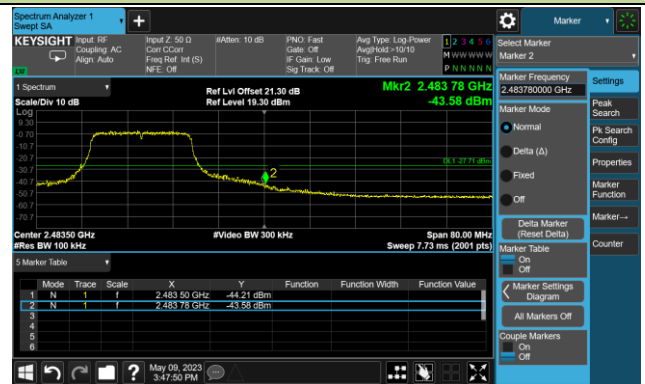 Spectrum Analyzer 1
Swept SA
Marker
KEYSIGHT
Input: RF
Coupling: AC
Align: Auto
Input Z: 50 Ω
Corr CCorr
Freq Ref: Int (S)
NFE: Off
#Atten: 10 dB
PNO: Fast
Gate: Off
IF Gain: Low
Sig Track: Off
Avg Type: Log-Power
Avg|Hold:>10/10
Trig: Free Run
1 2 3 4 5 6
M W W W W W
P N N N N N
Select Marker
Marker 2
LW
1 Spectrum
Scale/Div 10 dB
Log
Ref Lvl Offset 21.30 dB
Ref Level 19.30 dBm
Mkr2 2.483 78 GHz
-43.58 dBm
9.30
-0.70
-10.7
-20.7
-30.7
-40.7
-50.7
-60.7
-70.7
DL1 -27.71 dBm
2
Center 2.48350 GHz
#Res BW 100 kHz
#Video BW 300 kHz
Span 80.00 MHz
Sweep 7.73 ms (2001 pts)
5 Marker Table
Mode Trace Scale X Y Function Function Width Function Value
1 N 1 f 2.483 50 GHz -44.21 dBm
2 N 1 f 2.483 78 GHz -43.58 dBm
3
4
5
6
Marker Frequency
2.483780000 GHz
Marker Mode
Normal
Delta (Δ)
Fixed
Off
Delta Marker
(Reset Delta)
Marker Table
On
Off
Marker Settings
Diagram
All Markers Off
Couple Markers
On
Off
Settings
Peak
Search
Pk Search
Config
Properties
Marker
Function
Marker→
Counter
?
May 09, 2023
3:47:50 PM